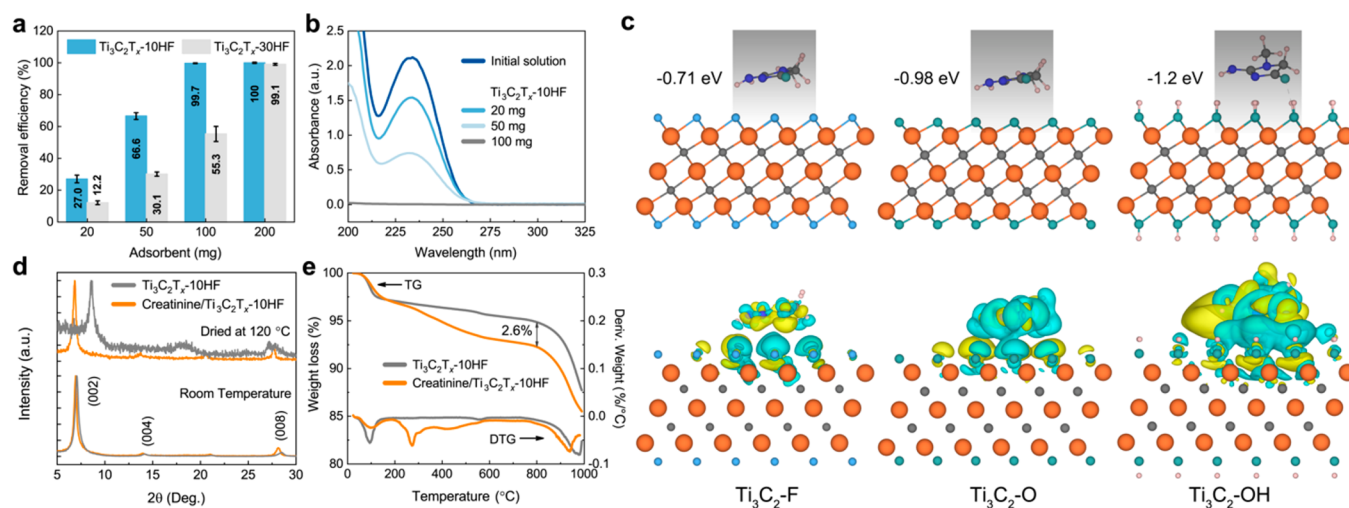 a
Removal efficiency (%)
120
100
80
60
40
20
0
Ti₃C₂Tₓ-10HF
Ti₃C₂Tₓ-30HF
27.0
12.2
66.6
30.1
99.7
55.3
100
99.1
20
50
100
200
Adsorbent (mg)
b
Absorbance (a.u.)
2.5
2.0
1.5
1.0
0.5
0.0
Initial solution
Ti₃C₂Tₓ-10HF
20 mg
50 mg
100 mg
200
225
250
275
300
325
Wavelength (nm)
c
-0.71 eV
-0.98 eV
-1.2 eV
Ti₃C₂-F
Ti₃C₂-O
Ti₃C₂-OH
d
Intensity (a.u.)
Ti₃C₂Tₓ-10HF
Creatinine/Ti₃C₂Tₓ-10HF
Dried at 120 °C
Room Temperature
(002)
(004)
(008)
5
10
15
20
25
30
2θ (Deg.)
e
Weight loss (%)
100
95
90
85
80
TG
2.6%
Ti₃C₂Tₓ-10HF
Creatinine/Ti₃C₂Tₓ-10HF
DTG
0
200
400
600
800
1000
Temperature (°C)
0.3
0.2
0.1
0.0
-0.1
Deriv. Weight (%/°C)